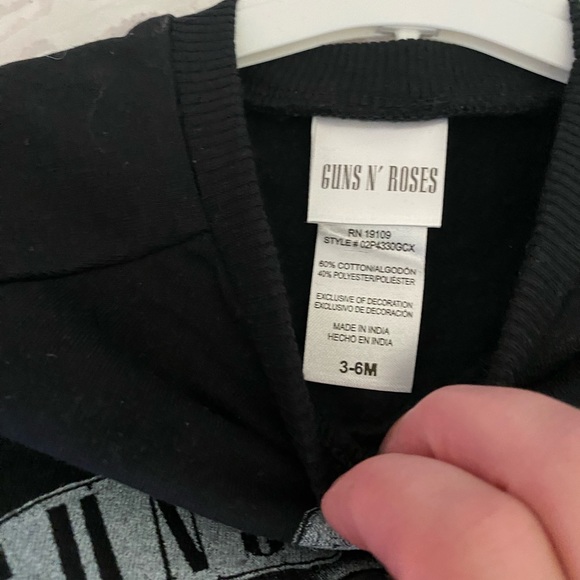 GUNS N' ROSES
RN 19109
STYLE # 02P4330GCX
60% COTTON/ALGODÓN
40% POLYESTER/POLIÉSTER
EXCLUSIVE OF DECORATION
EXCLUSIVO DE DECORACIÓN
MADE IN INDIA
HECHO EN INDIA
3-6M